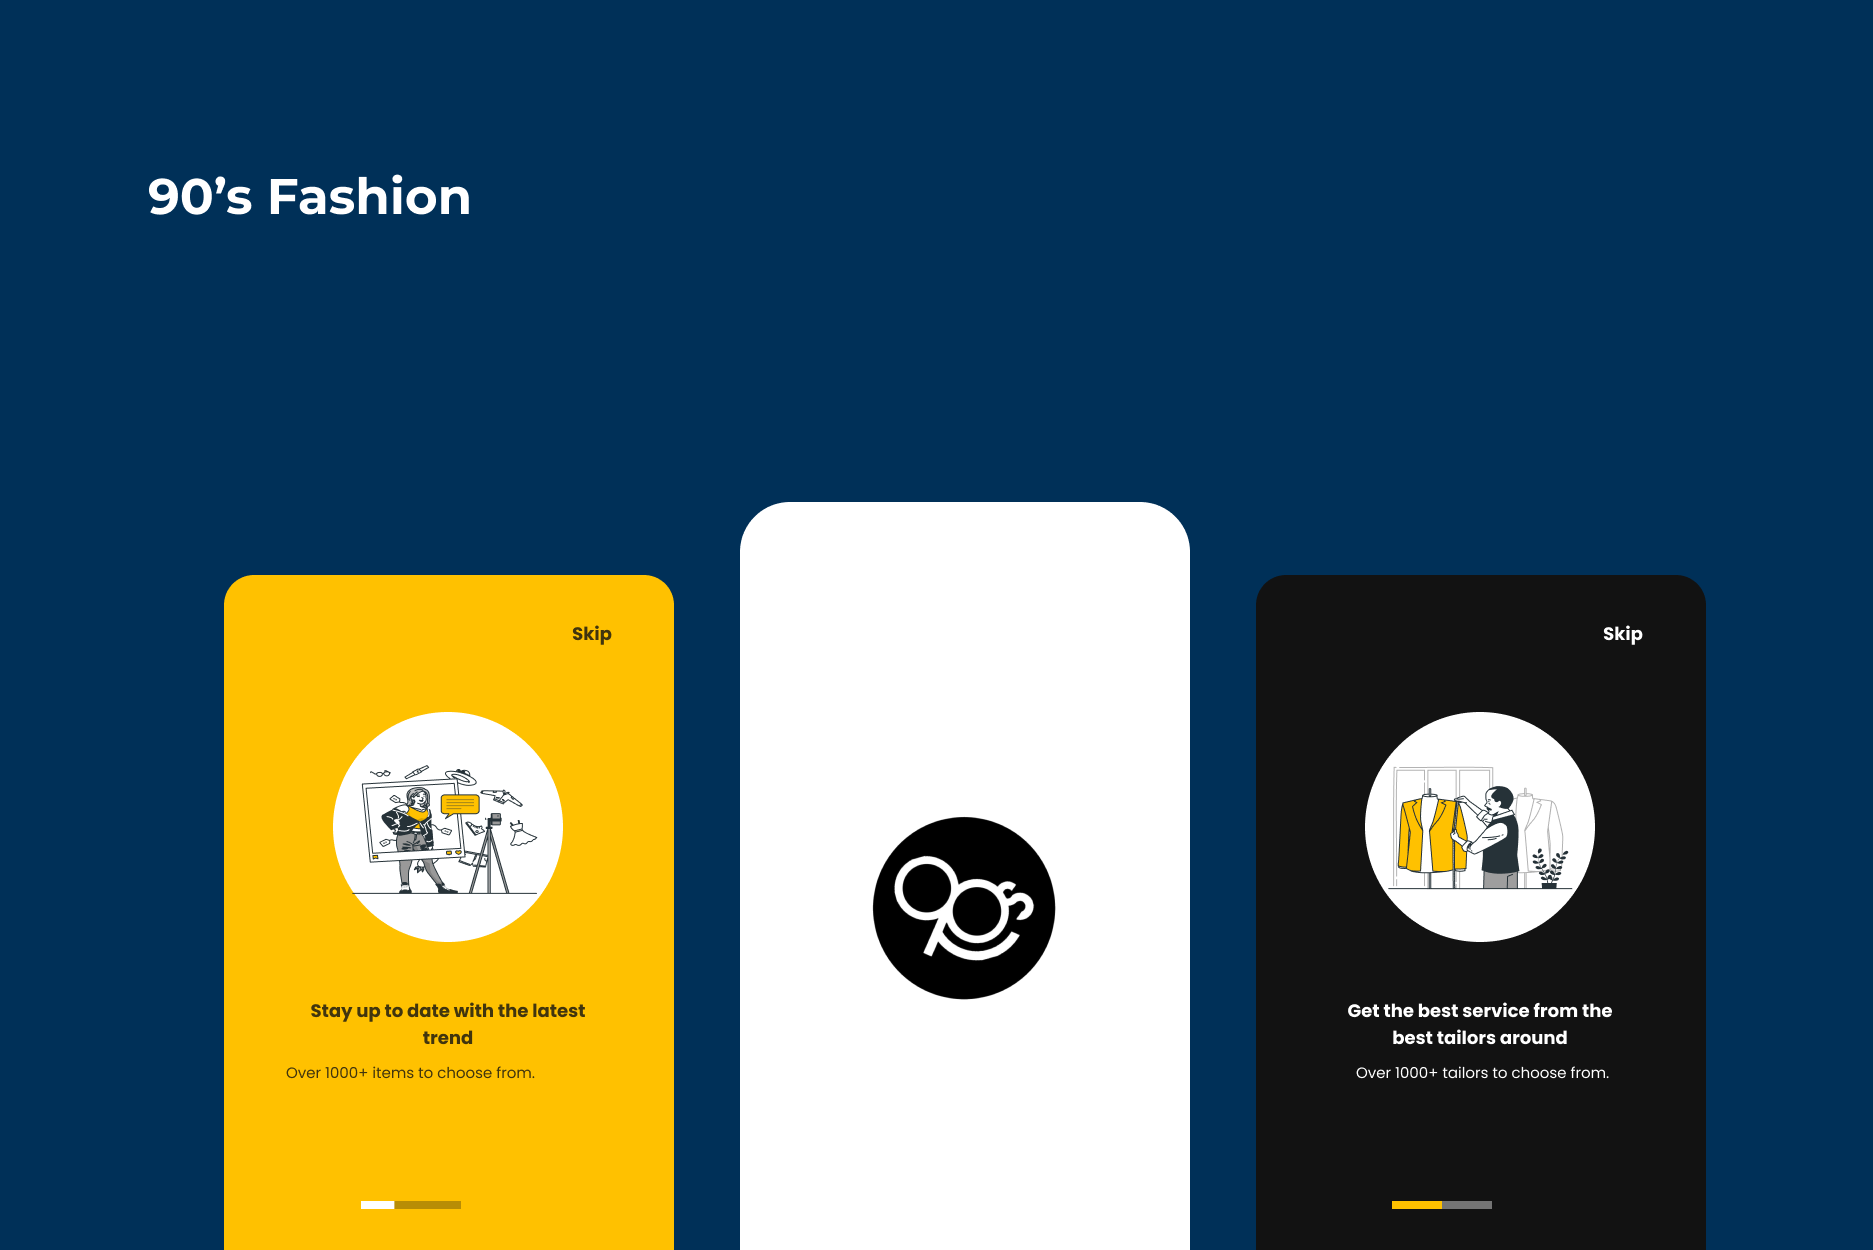 90’s Fashion
Skip
Stay up to date with the latest
trend
Over 1000+ items to choose from.
90s
Skip
Get the best service from the
best tailors around
Over 1000+ tailors to choose from.